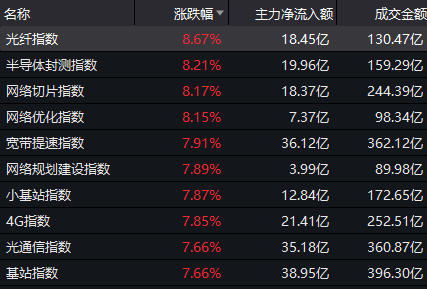 名称 涨跌幅 主力净流入额 成交金额
光纤指数 8.67% 18.45亿 130.47亿
半导体封测指数 8.21% 19.96亿 159.29亿
网络切片指数 8.17% 18.37亿 244.39亿
网络优化指数 8.15% 7.37亿 98.34亿
宽带提速指数 7.91% 36.12亿 362.12亿
网络规划建设指数 7.89% 3.99亿 89.98亿
小基站指数 7.87% 12.84亿 172.65亿
4G指数 7.85% 21.41亿 252.51亿
光通信指数 7.66% 35.18亿 360.87亿
基站指数 7.66% 38.95亿 396.30亿